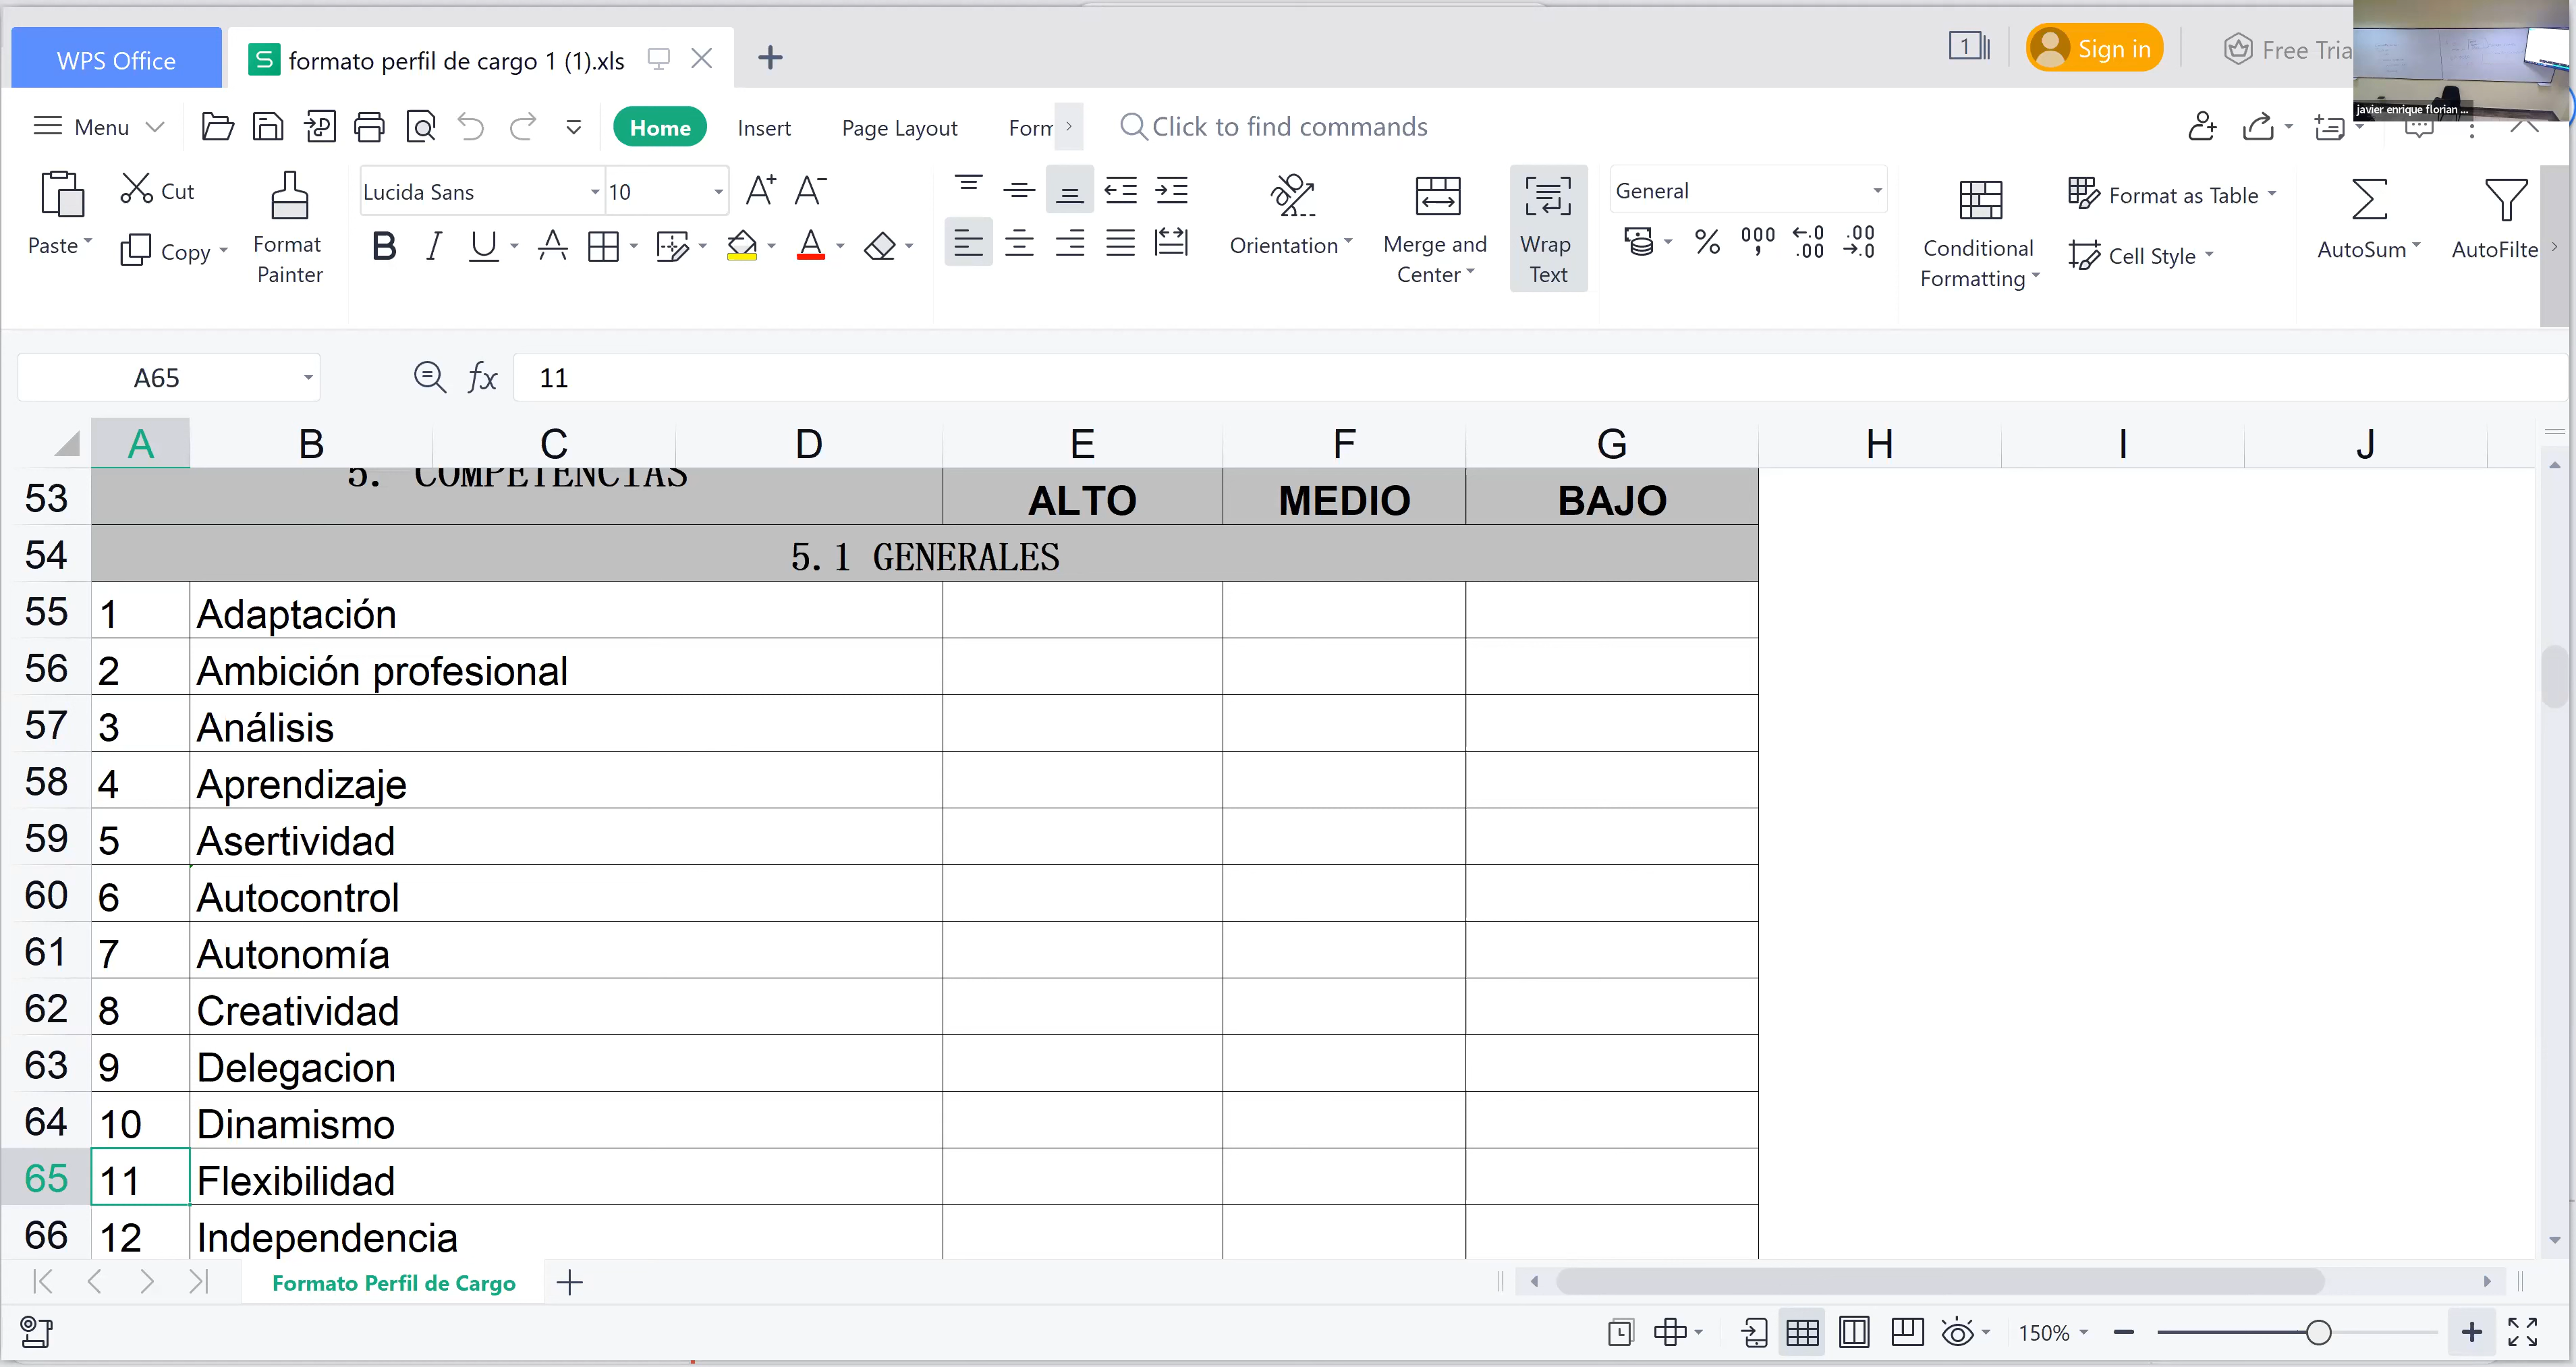 WPS Office
formato perfil de cargo 1 (1).xls
1
Sign in
Free Tria
javier enrique florian ...
Menu
Home
Insert
Page Layout
Form
Click to find commands
Paste
Cut
Copy
Format
Painter
Lucida Sans
10
Orientation
Merge and
Center
Wrap
Text
General
Conditional
Formatting
Format as Table
Cell Style
AutoSum
AutoFilte
A65
fx
11
A B C D E F G H I J
53 5. COMPETENCIAS ALTO MEDIO BAJO
54 5.1 GENERALES
55 1 Adaptación
56 2 Ambición profesional
57 3 Análisis
58 4 Aprendizaje
59 5 Asertividad
60 6 Autocontrol
61 7 Autonomía
62 8 Creatividad
63 9 Delegacion
64 10 Dinamismo
65 11 Flexibilidad
66 12 Independencia
Formato Perfil de Cargo
150%